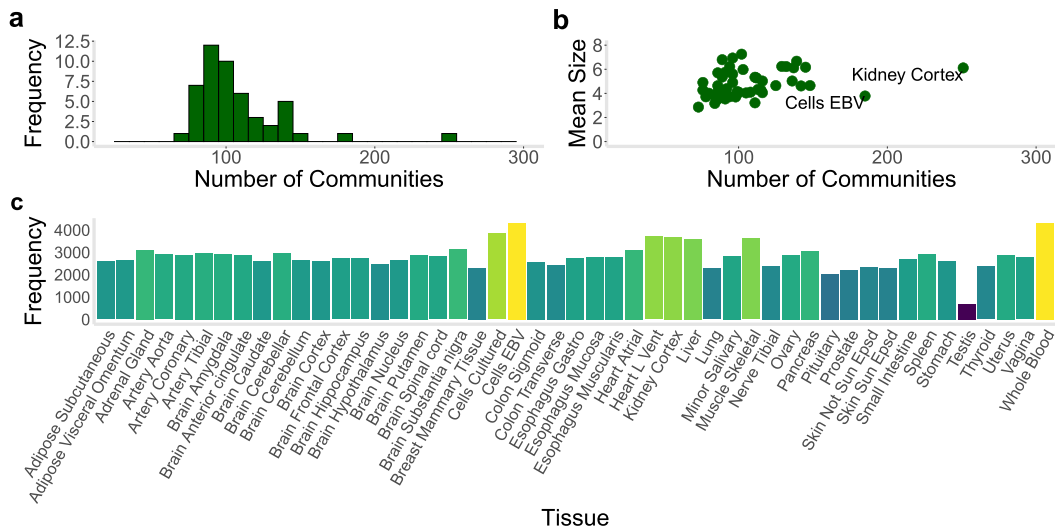 a
Frequency
12.5
10.0
7.5
5.0
2.5
0.0
100
200
300
Number of Communities
b
Mean Size
8
6
4
2
0
Kidney Cortex
Cells EBV
100
200
300
Number of Communities
c
Frequency
4000
3000
2000
1000
0
Adipose Subcutaneous
Adipose Visceral Omentum
Adrenal Gland
Artery Aorta
Artery Coronary
Artery Tibial
Brain Amygdala
Brain Anterior cingulate
Brain Caudate
Brain Cerebellar
Brain Cerebellum
Brain Cortex
Brain Frontal Cortex
Brain Hippocampus
Brain Hypothalamus
Brain Nucleus
Brain Putamen
Brain Spinal cord
Brain Substantia nigra
Breast Mammary Tissue
Cells Cultured
Cells EBV
Colon Sigmoid
Colon Transverse
Esophagus Gastro
Esophagus Mucosa
Esophagus Muscularis
Heart Atrial
Heart L Vent
Kidney Cortex
Liver
Lung
Minor Salivary
Muscle Skeletal
Nerve Tibial
Ovary
Pancreas
Pituitary
Prostate
Skin Not Sun Epsd
Skin Sun Epsd
Small Intestine
Spleen
Stomach
Testis
Thyroid
Uterus
Vagina
Whole Blood
Tissue